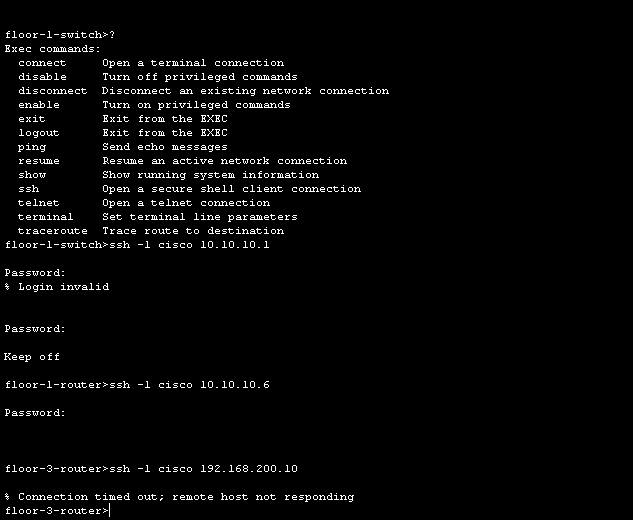 floor-1-switch>?
Exec commands:
connect Open a terminal connection
disable Turn off privileged commands
disconnect Disconnect an existing network connection
enable Turn on privileged commands
exit Exit from the EXEC
logout Exit from the EXEC
ping Send echo messages
resume Resume an active network connection
show Show running system information
ssh Open a secure shell client connection
telnet Open a telnet connection
terminal Set terminal line parameters
traceroute Trace route to destination
floor-1-switch>ssh -l cisco 10.10.10.1
Password:
% Login invalid
Password:
Keep off
floor-1-router>ssh -l cisco 10.10.10.6
Password:
floor-3-router>ssh -l cisco 192.168.200.10
% Connection timed out; remote host not responding
floor-3-router>